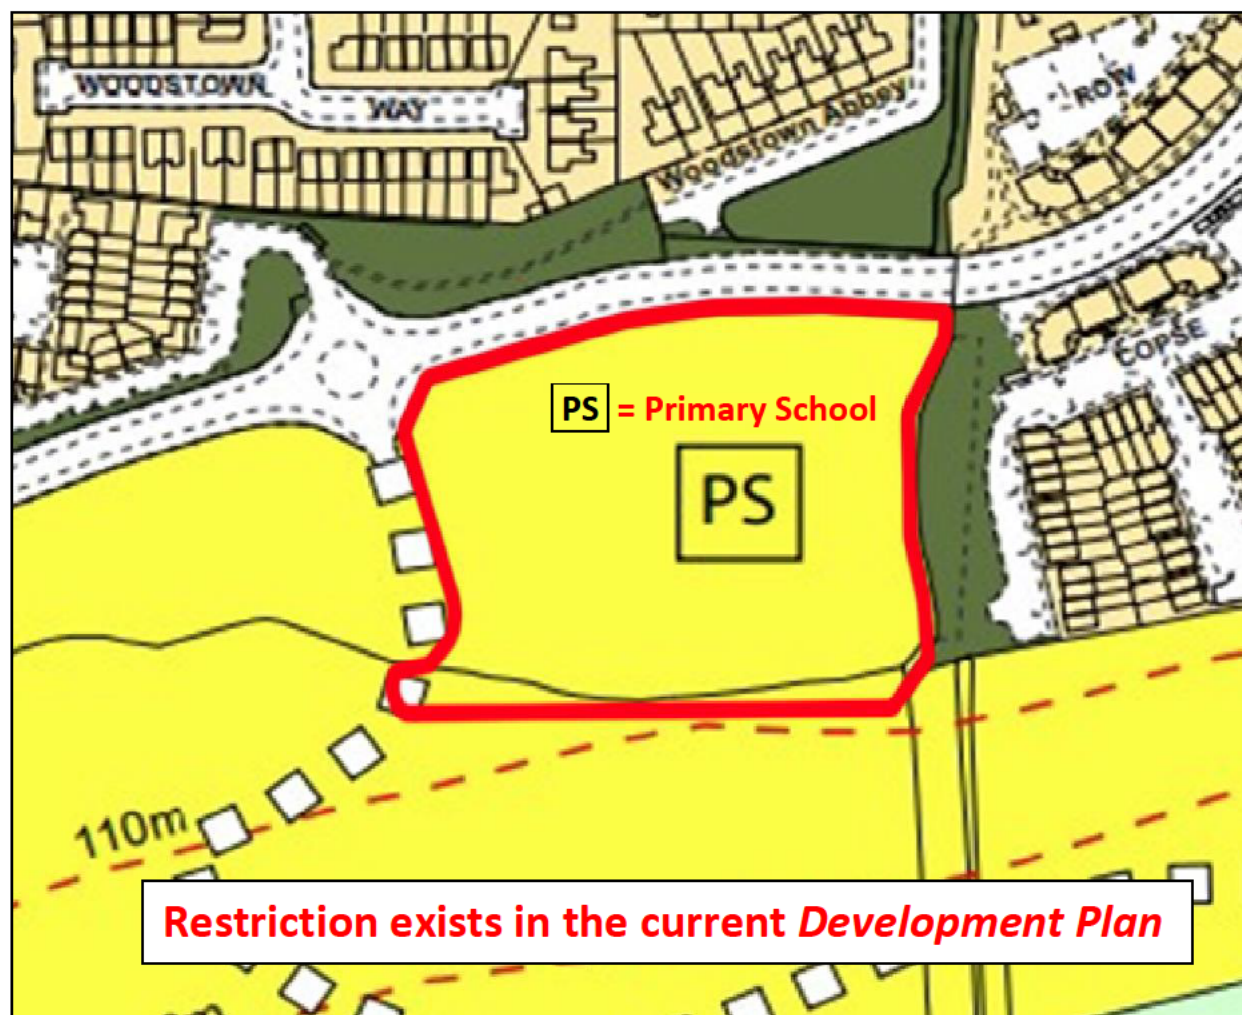 WOODSTOWN
WAY
Woodstown Abbey
ROW
COPSE
PS = Primary School
PS
110m
Restriction exists in the current Development Plan